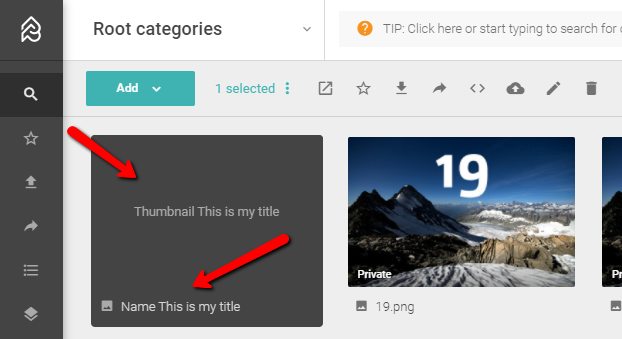 Root categories
TIP: Click here or start typing to search for
Add
1 selected
Thumbnail This is my title
19
Private
Name This is my title
19.png